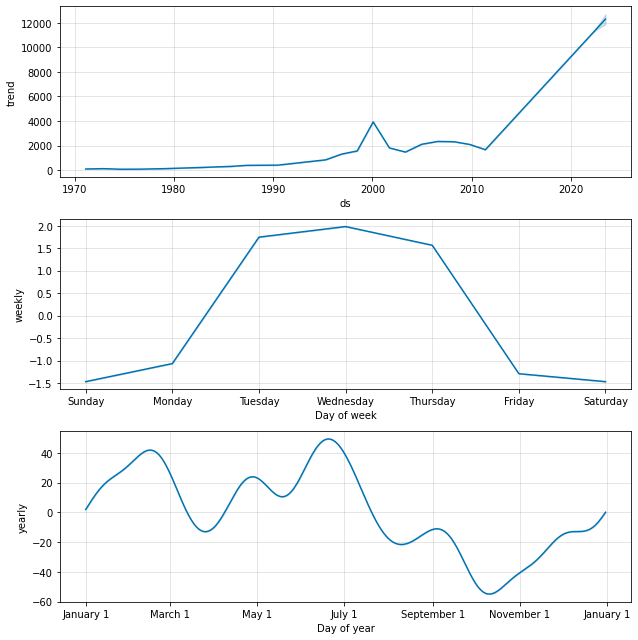 12000
10000
8000
6000
4000
2000
0
trend
1970 1980 1990 2000 2010 2020
ds
2.0
1.5
1.0
0.5
0.0
−0.5
−1.0
−1.5
weekly
Sunday Monday Tuesday Wednesday Thursday Friday Saturday
Day of week
40
20
0
−20
−40
−60
yearly
January 1 March 1 May 1 July 1 September 1 November 1 January 1
Day of year